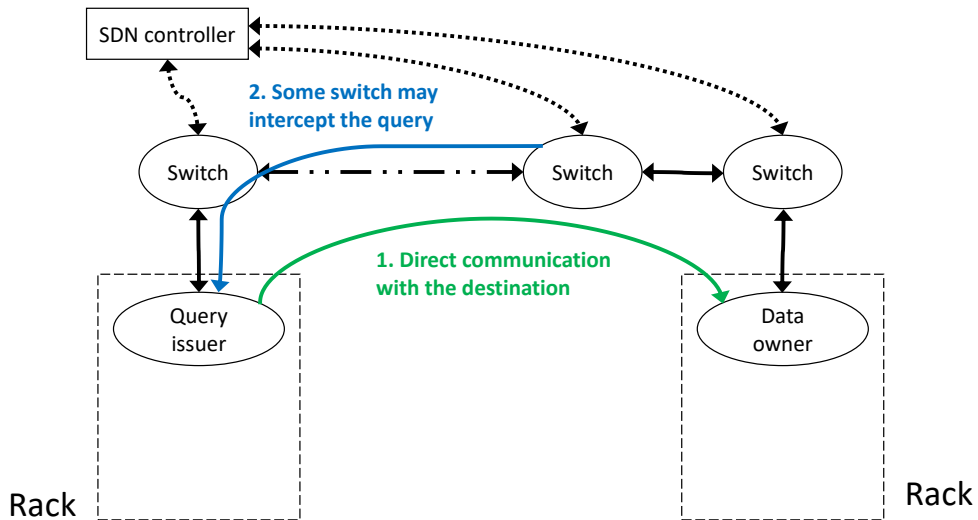 SDN controller
2. Some switch may
intercept the query
Switch
Switch
Switch
1. Direct communication
with the destination
Query
issuer
Data
owner
Rack
Rack